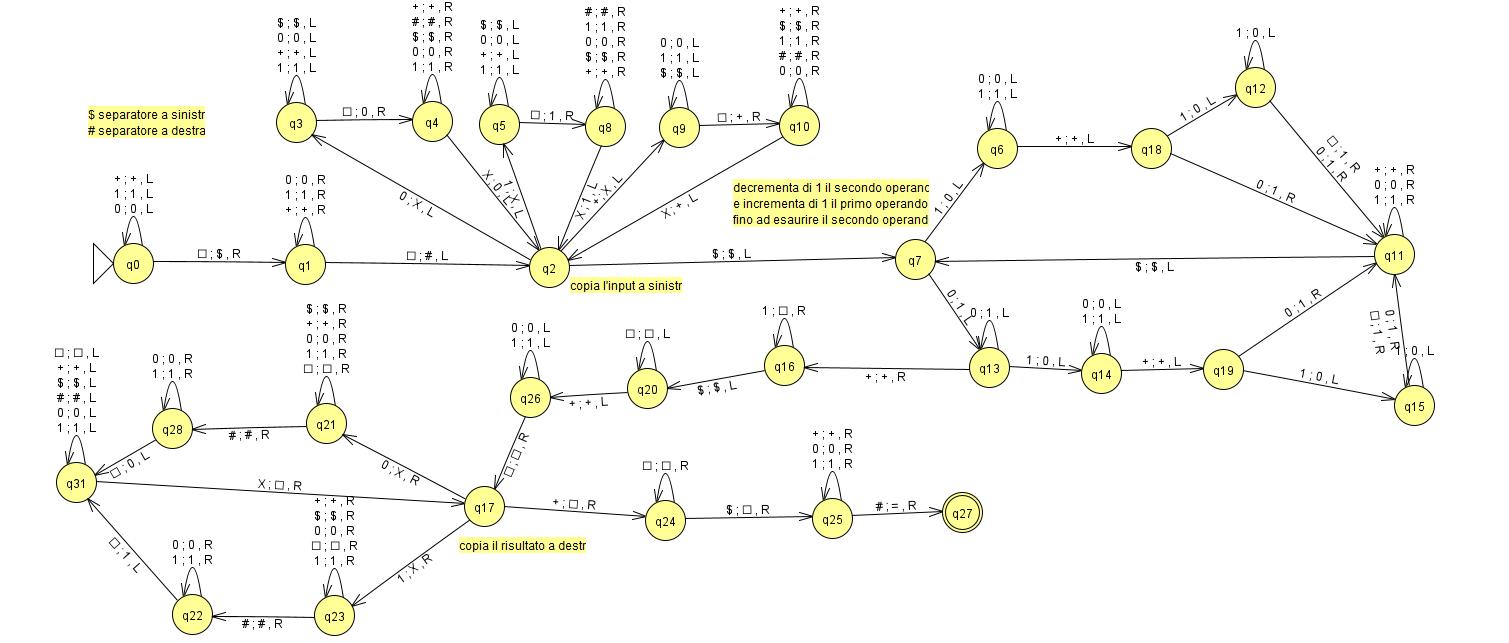 $;$,L
0;0,L
+;+,L
1;1,L
q3
□;0,R
+;+,R
#;#,R
$;$,R
0;0,R
1;1,R
q4
$;$,L
0;0,L
+;+,L
1;1,L
q5
□;1,R
#;#,R
1;1,R
0;0,R
$;$,R
+;+,R
q8
0;0,L
1;1,L
$;$,L
q9
□;+,R
+;+,R
$;$,R
1;1,R
#;#,R
0;0,R
q10
0;0,L
1;1,L
q6
+;+,L
q18
1;0,L
1;0,L
q12
□;1,R
0;1,R
0;1,R
$ separatore a sinistr
# separatore a destra
0;X,L
X;0,L
1;X,L
X;1,L
+;X,L
X;+,L
decrementa di 1 il secondo operand
e incrementa di 1 il primo operando
fino ad esaurire il secondo operand
1;0,L
+;+,L
1;1,L
0;0,L
q0
□;$,R
0;0,R
1;1,R
+;+,R
q1
□;#,L
q2
$;$,L
q7
$;$,L
+;+,R
0;0,R
1;1,R
q11
copia l'input a sinistr
0;1,L
0;1,L
q13
1;0,L
0;0,L
1;1,L
q14
+;+,L
q19
0;1,R
1;0,L
0;1,R
□;1,R
1;0,L
q15
+;+,R
1;□,R
q16
$;$,L
□;□,L
q20
+;+,L
0;0,L
1;1,L
q26
□;□,R
□;□,L
+;+,L
$;$,L
#;#,L
0;0,L
1;1,L
q31
0;0,R
1;1,R
q28
□;0,L
#;#,R
$;$,R
+;+,R
0;0,R
1;1,R
□;□,R
q21
0;X,R
X;□,R
q17
+;□,R
□;□,R
q24
$;□,R
+;+,R
0;0,R
1;1,R
q25
#;=,R
q27
copia il risultato a destr
1;X,R
+;+,R
$;$,R
0;0,R
□;□,R
1;1,R
q23
#;#,R
0;0,R
1;1,R
q22
□;1,L